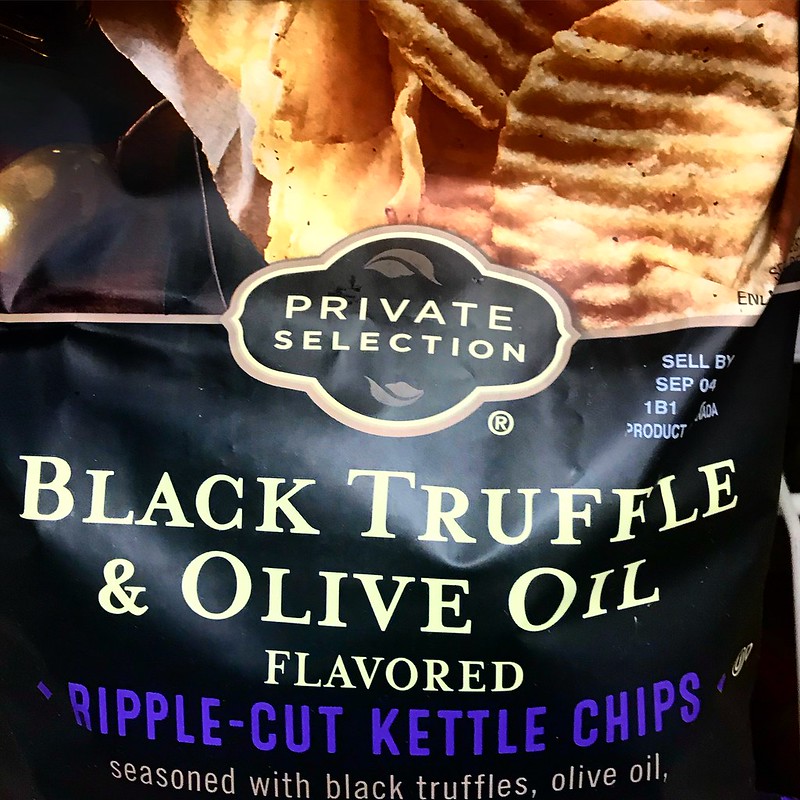 PRIVATE
SELECTION
®
SELL BY
SEP 04
1B1
PRODUCT
BLACK TRUFFLE
& OLIVE OIL
FLAVORED
RIPPLE-CUT KETTLE CHIPS
seasoned with black truffles, olive oil,